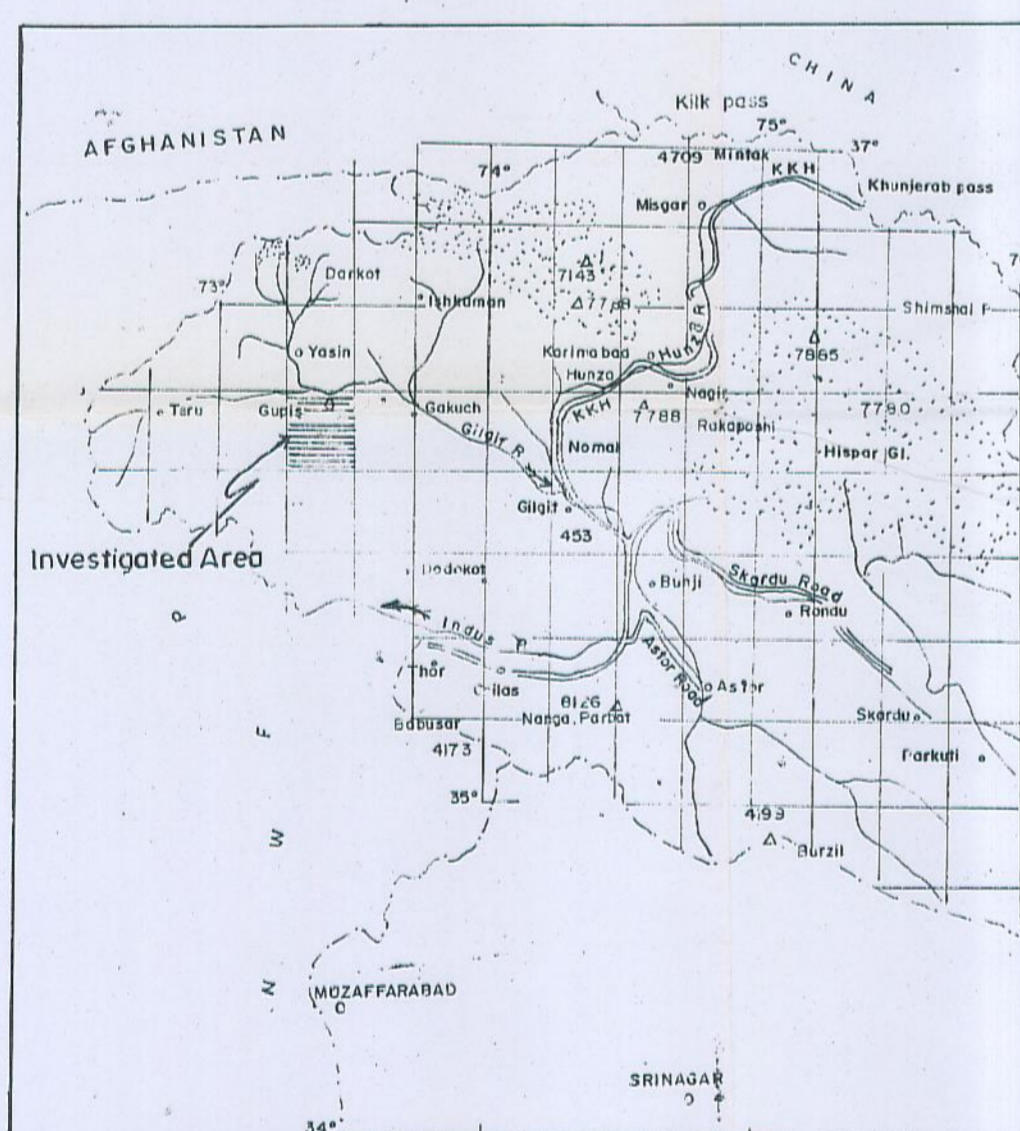 CHINA
Kilk pass
75°
AFGHANISTAN
37°
4709 Mintak
KKH
74°
Khunjerab pass
Misgar
7143
Darkot
73°
Ishkuman
Shimshal P
Hunza R
Yasin
Karimabad
7885
Hunza
Nagir
Taru
Gupis
Gakuch
KKH
7788
7790
Rakaposhi
Gilgit R
Nomal
Hispar Gl.
Gilgit
453
Investigated Area
Dodokot
Bunji
Skardu Road
Rondu
P
Indus R
Thor
Chilas
Astor Road
Astor
8126
Nanga Parbat
Babusar
Skardu
F
4173
Parkuti
35°
4199
W
Burzil
N
MUZAFFARABAD
SRINAGAR
34°